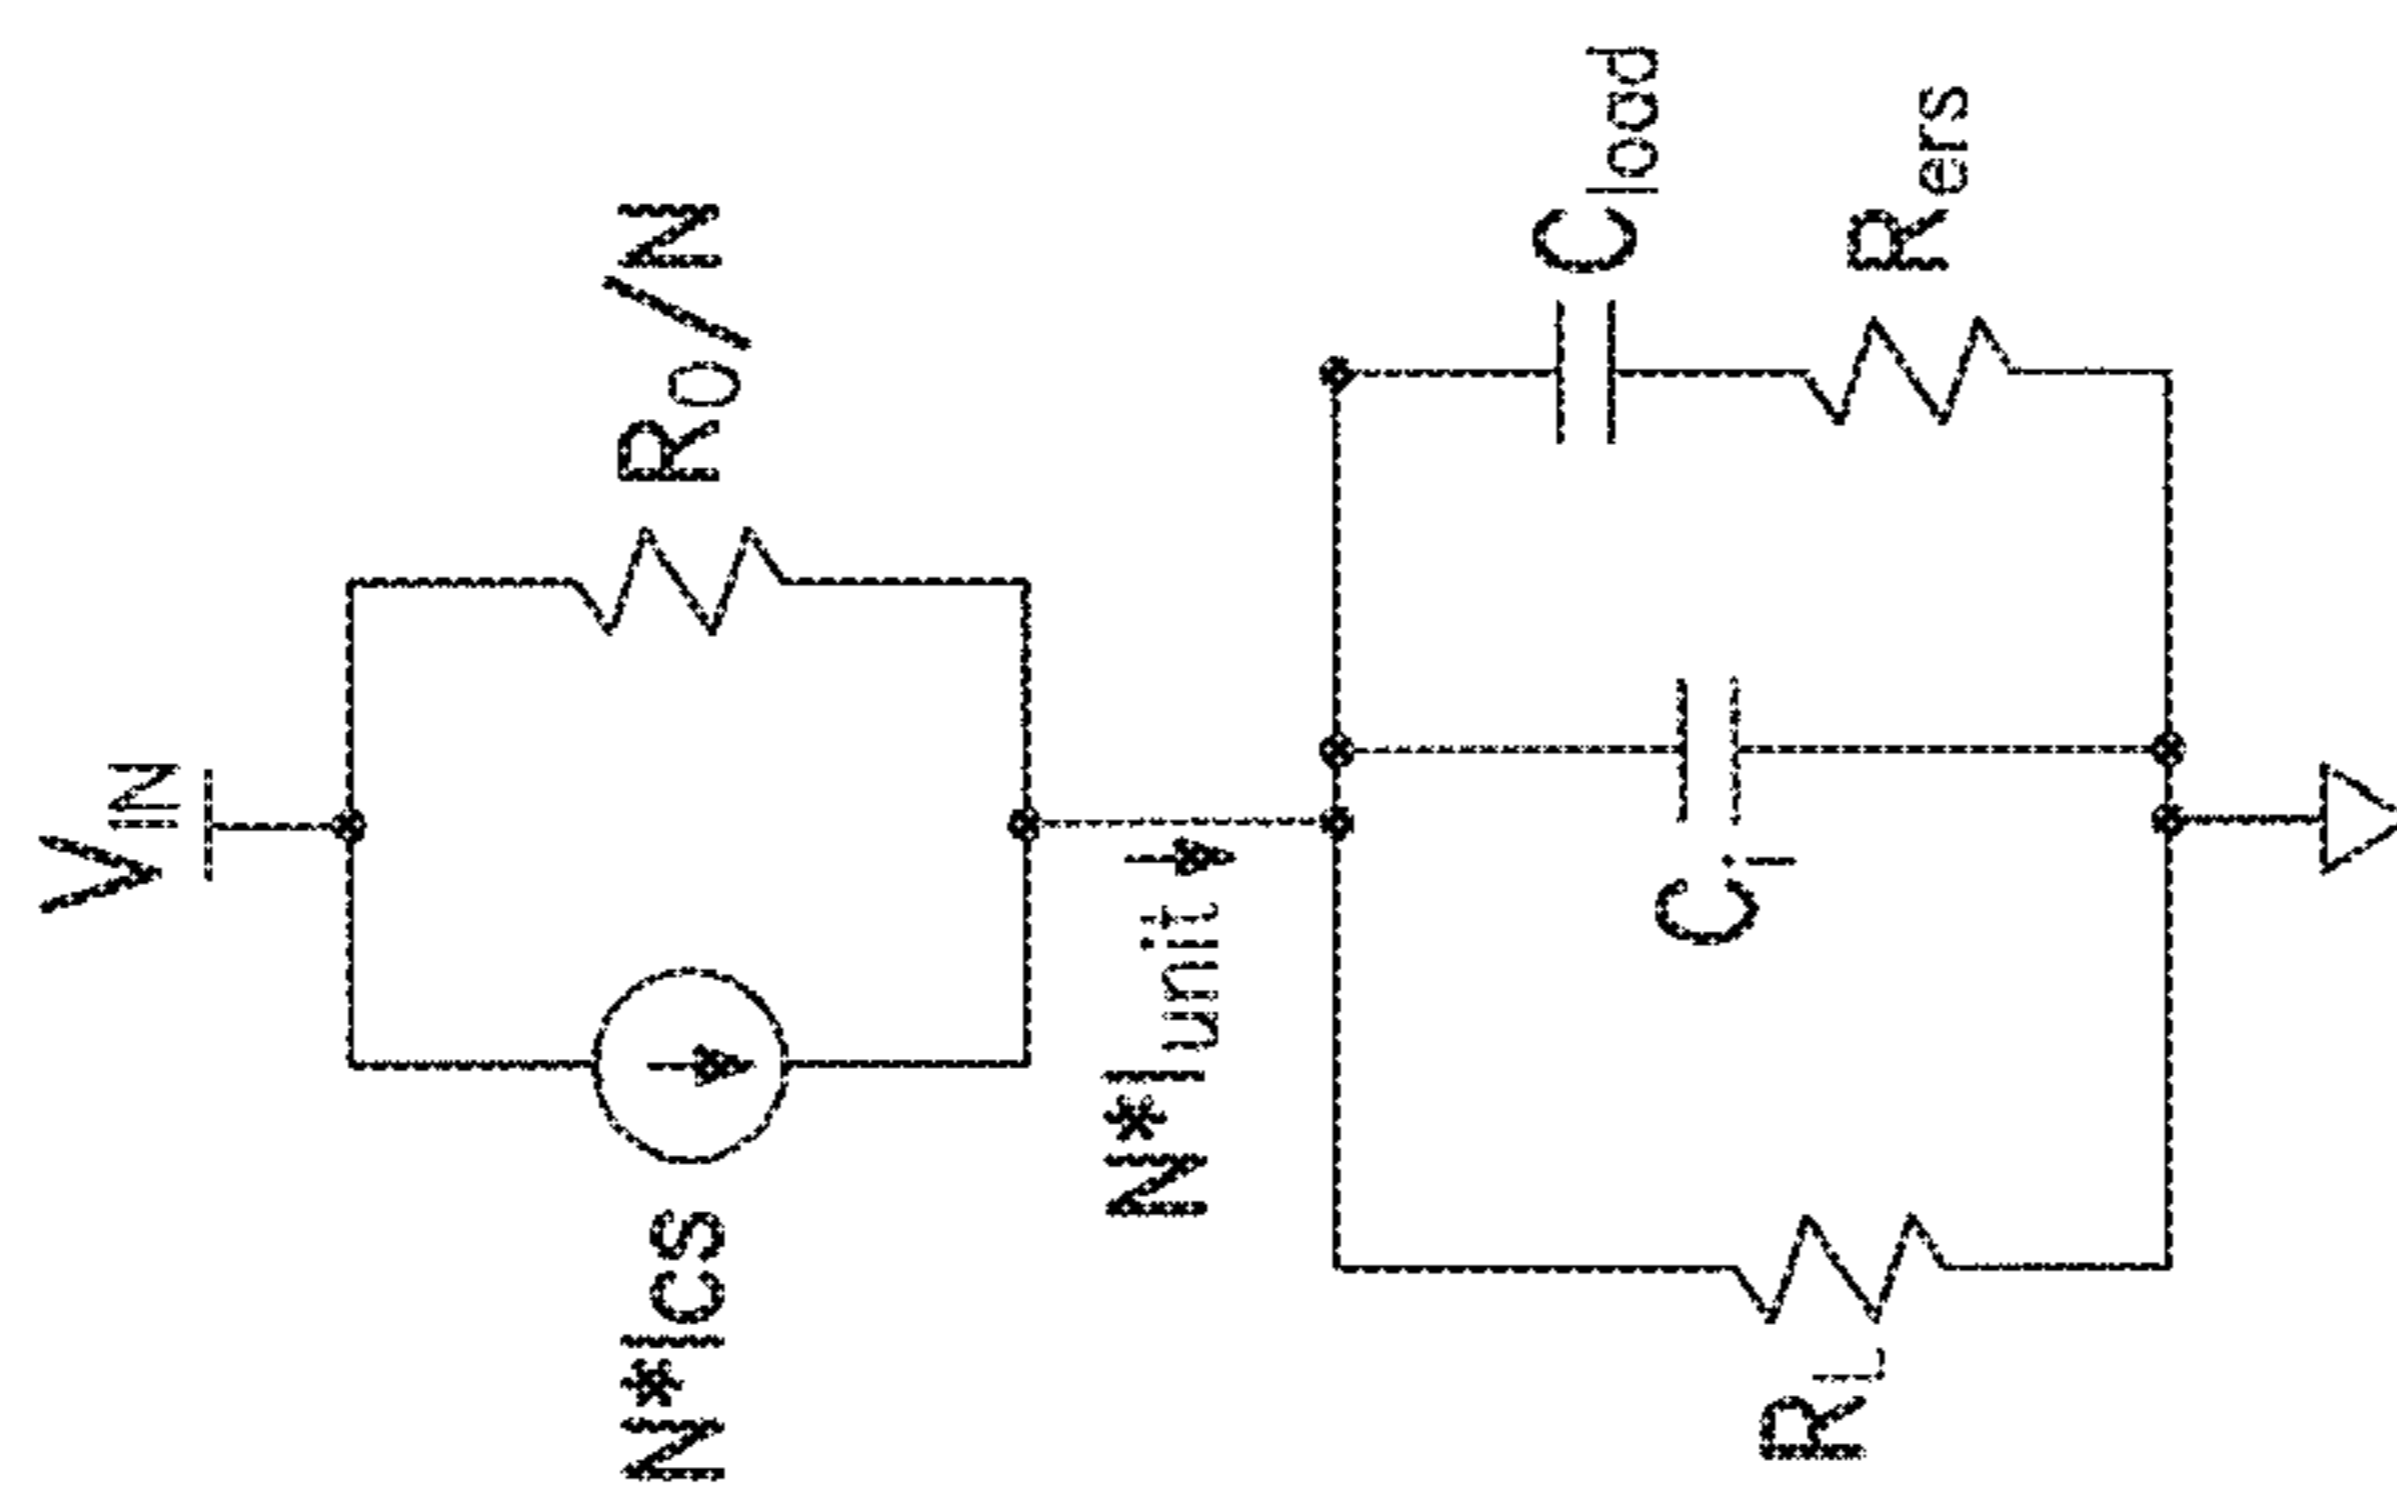 V_IN
N*Ics
R_O/N
N*I_unit
R_L
C_i
C_load
R_ers